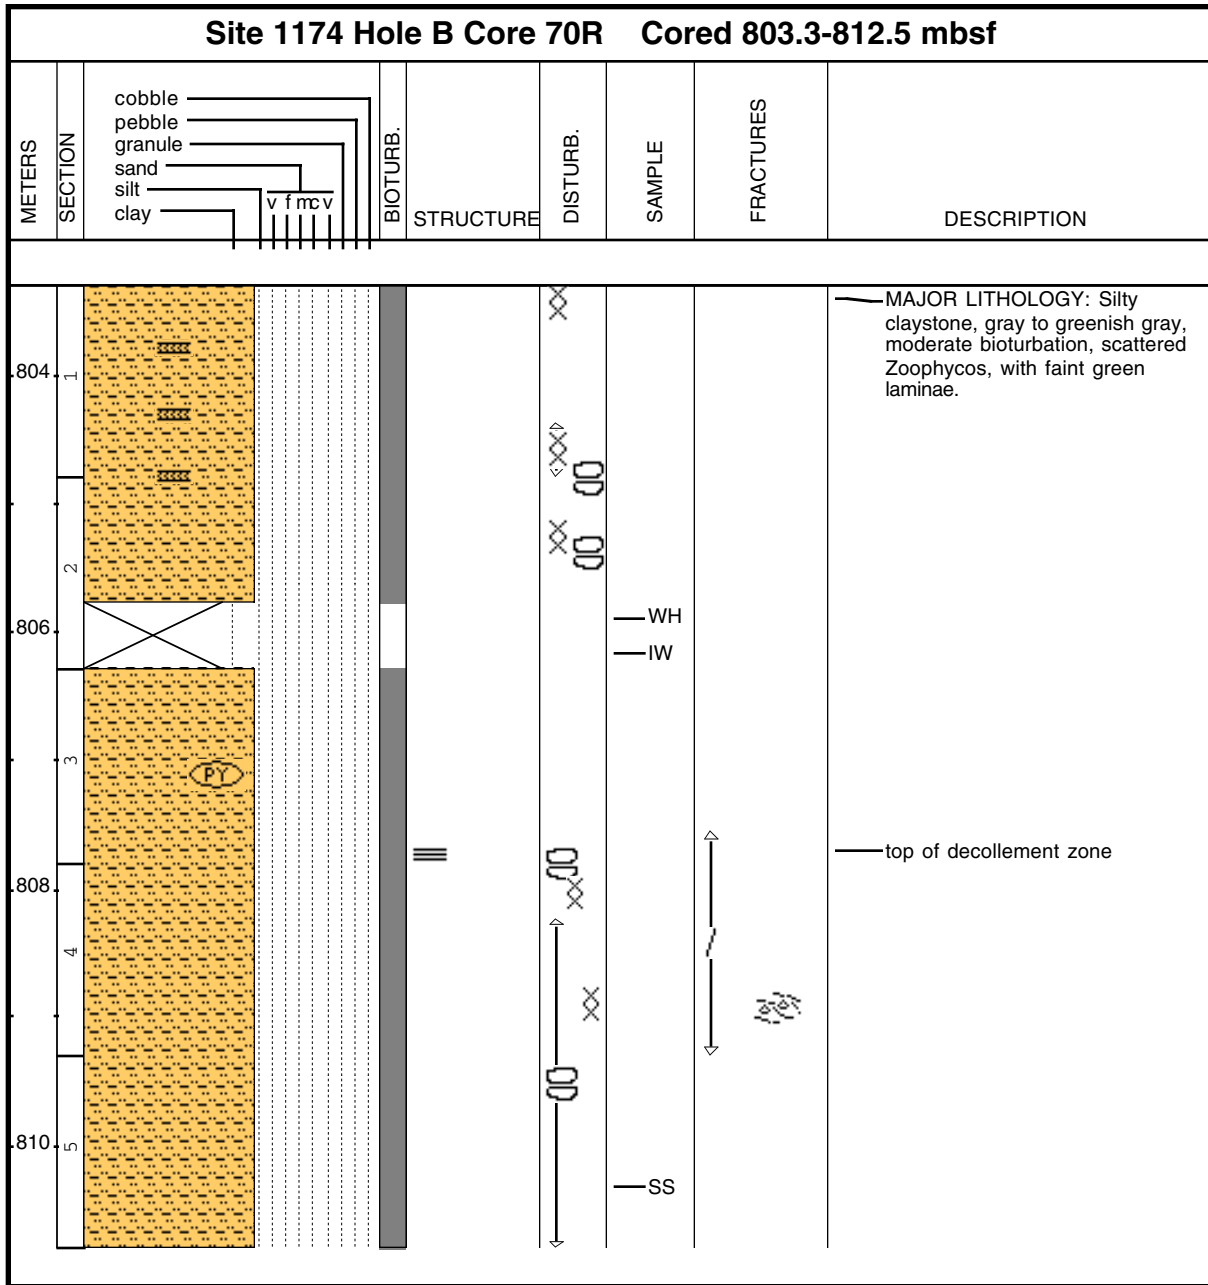 Site 1174 Hole B Core 70R Cored 803.3-812.5 mbsf
METERS
SECTION
cobble
pebble
granule
sand
silt
v f m c v
clay
BIOTURB.
STRUCTURE
DISTURB.
SAMPLE
FRACTURES
DESCRIPTION
MAJOR LITHOLOGY: Silty
claystone, gray to greenish gray,
moderate bioturbation, scattered
Zoophycos, with faint green
laminae.
804
1
2
806
WH
IW
3
PY
top of decollement zone
808
4
810
5
SS